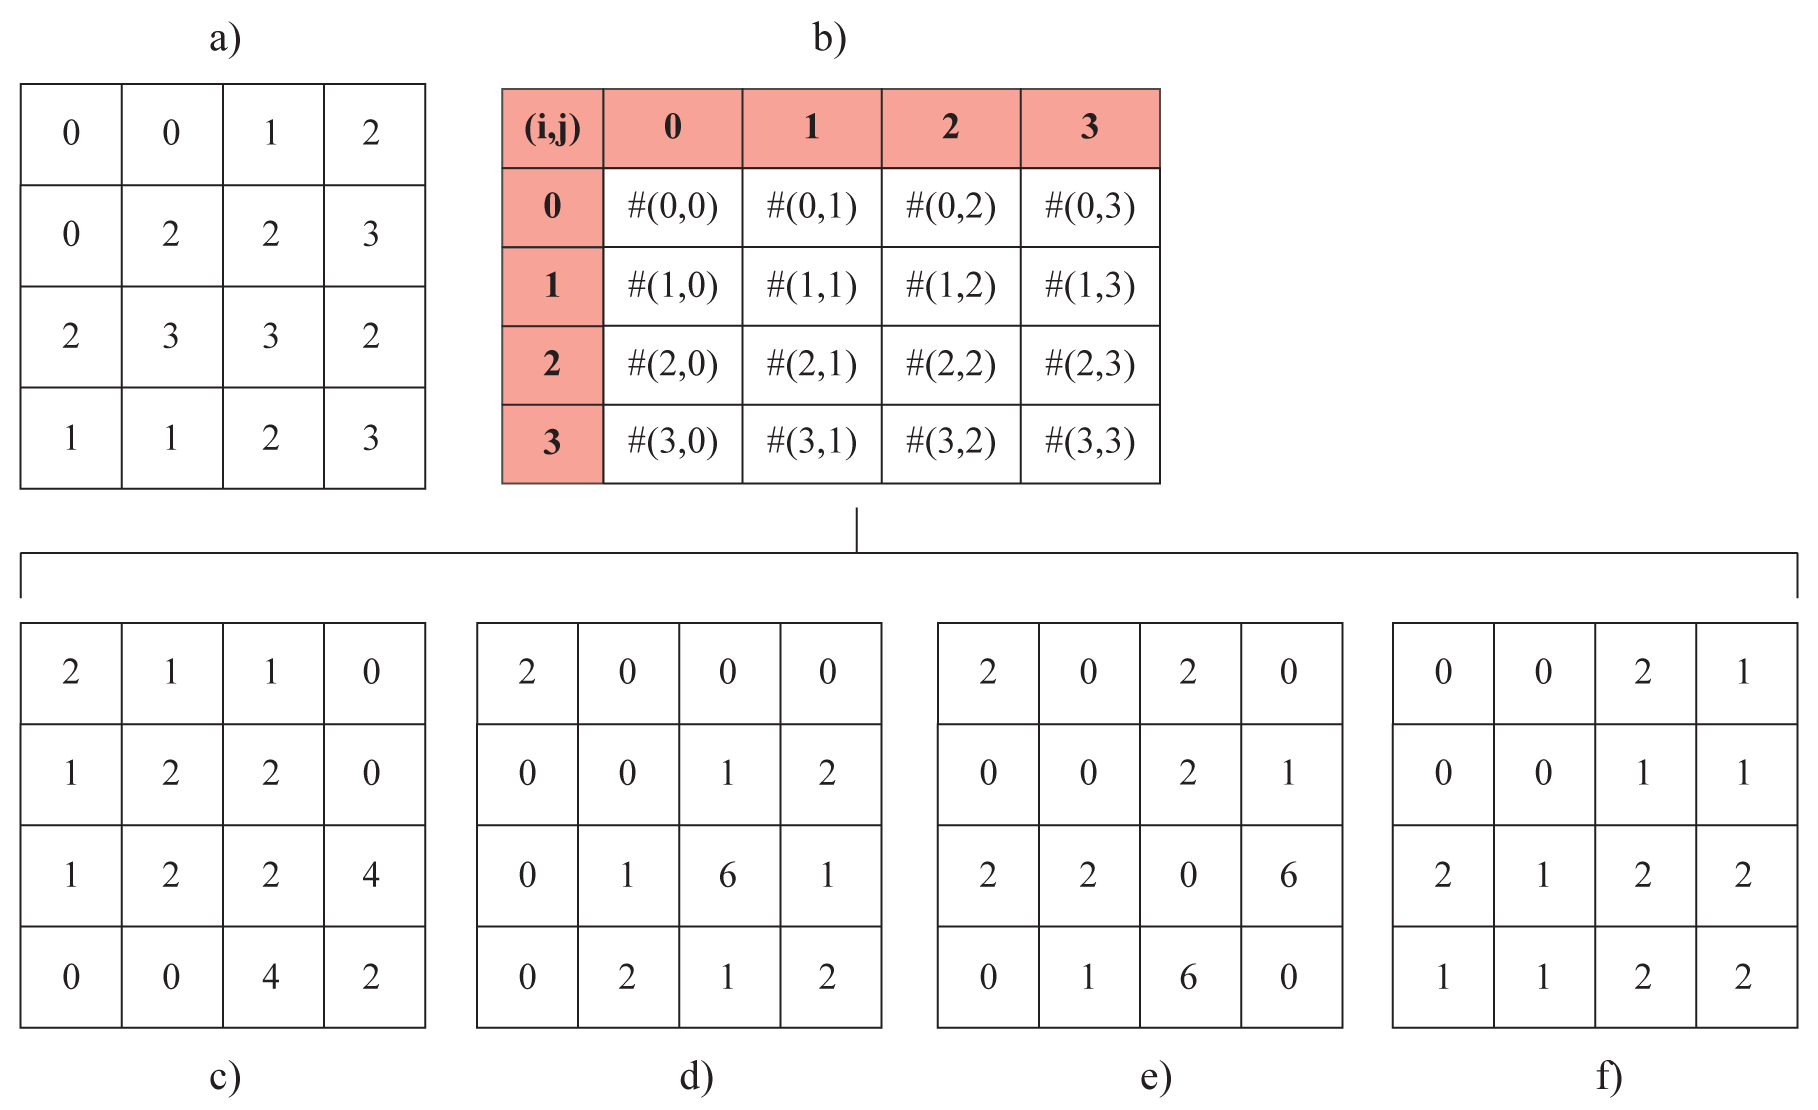 a)
0 0 1 2
0 2 2 3
2 3 3 2
1 1 2 3
b)
(i,j) 0 1 2 3
0 #(0,0) #(0,1) #(0,2) #(0,3)
1 #(1,0) #(1,1) #(1,2) #(1,3)
2 #(2,0) #(2,1) #(2,2) #(2,3)
3 #(3,0) #(3,1) #(3,2) #(3,3)
2 1 1 0
1 2 2 0
1 2 2 4
0 0 4 2
c)
2 0 0 0
0 0 1 2
0 1 6 1
0 2 1 2
d)
2 0 2 0
0 0 2 1
2 2 0 6
0 1 6 0
e)
0 0 2 1
0 0 1 1
2 1 2 2
1 1 2 2
f)